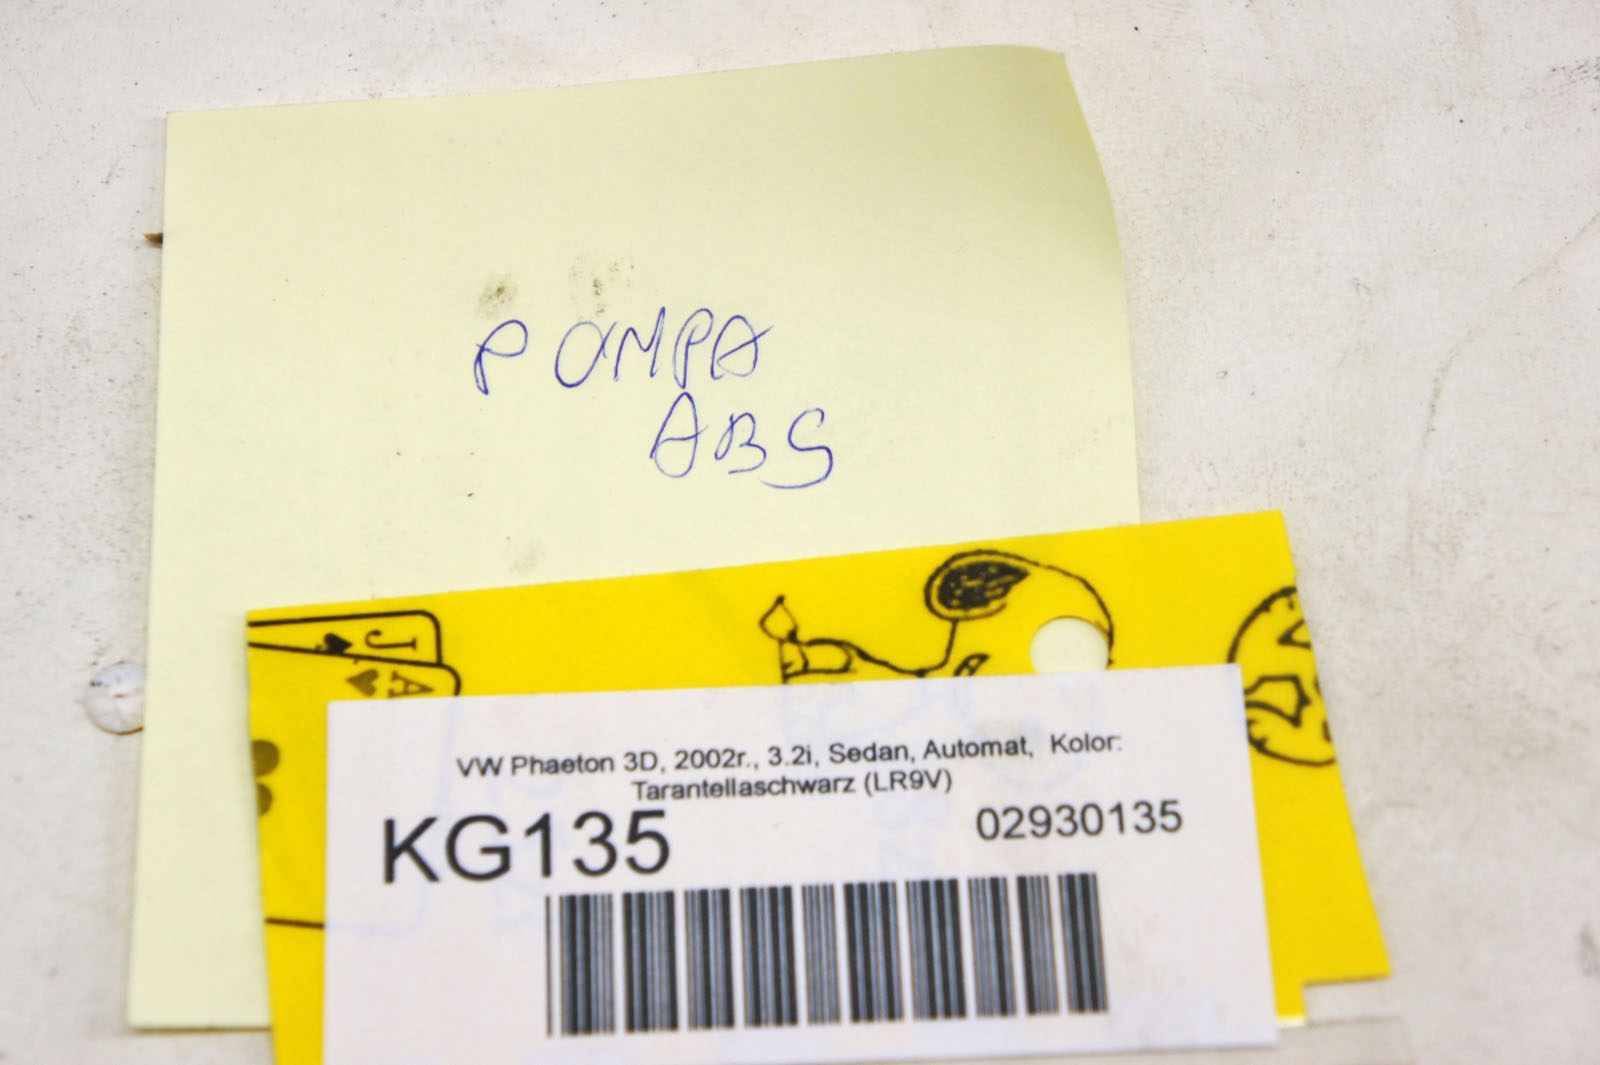 POMPA
ABS
J
A
VW Phaeton 3D, 2002r., 3.2i, Sedan, Automat, Kolor:
Tarantellaschwarz (LR9V)
KG135 02930135